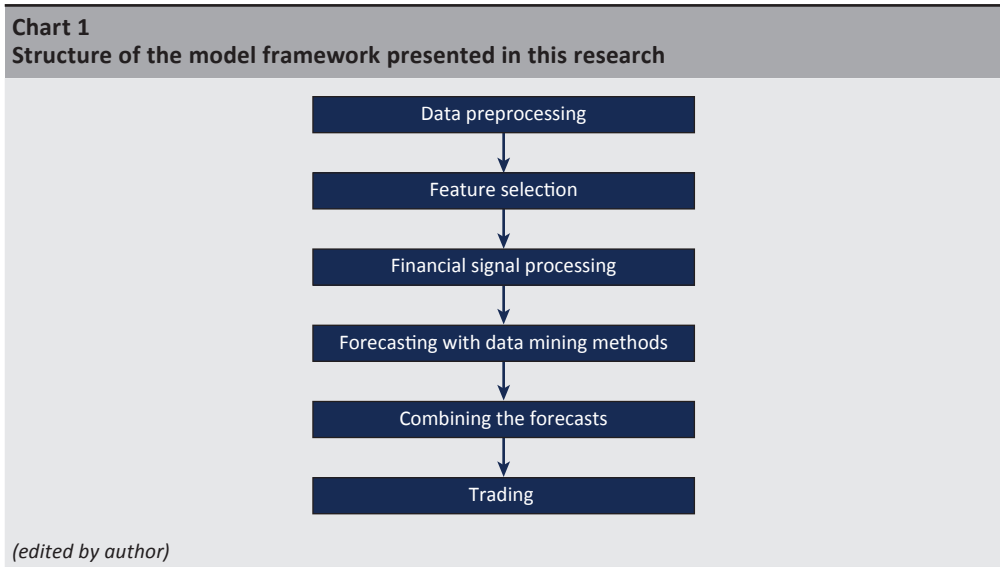 Chart 1
Structure of the model framework presented in this research
Data preprocessing
Feature selection
Financial signal processing
Forecasting with data mining methods
Combining the forecasts
Trading
(edited by author)